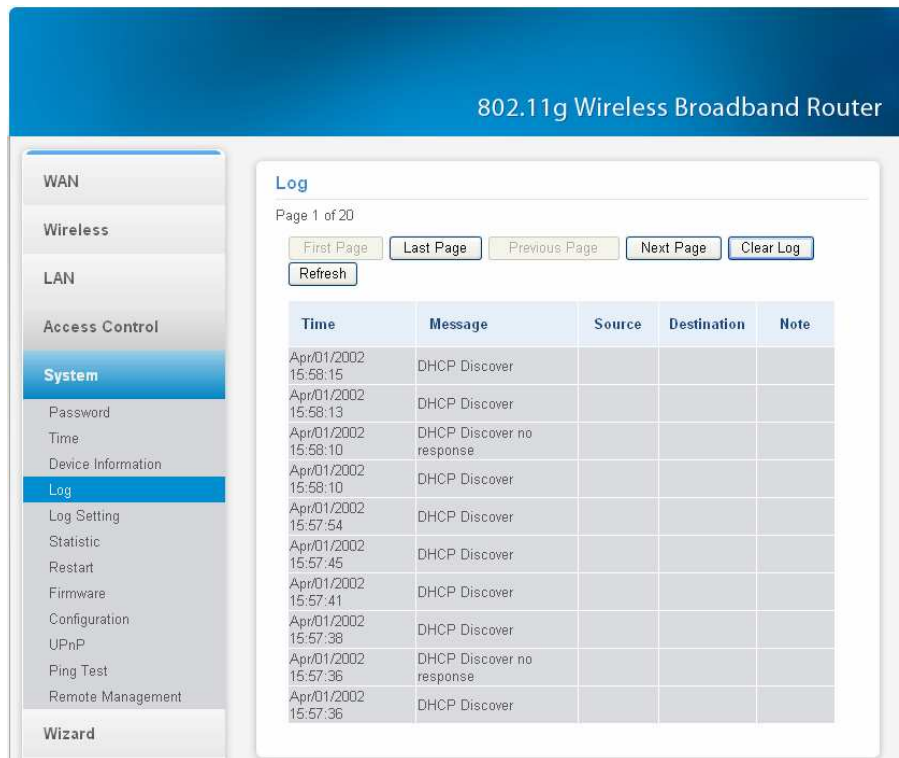 802.11g Wireless Broadband Router
WAN
Wireless
LAN
Access Control
System
Password
Time
Device Information
Log
Log Setting
Statistic
Restart
Firmware
Configuration
UPnP
Ping Test
Remote Management
Wizard
Log
Page 1 of 20
First Page Last Page Previous Page Next Page Clear Log
Refresh
Time Message Source Destination Note
Apr/01/2002
15:58:15 DHCP Discover
Apr/01/2002
15:58:13 DHCP Discover
Apr/01/2002
15:58:10 DHCP Discover no
response
Apr/01/2002
15:58:10 DHCP Discover
Apr/01/2002
15:57:54 DHCP Discover
Apr/01/2002
15:57:45 DHCP Discover
Apr/01/2002
15:57:41 DHCP Discover
Apr/01/2002
15:57:38 DHCP Discover
Apr/01/2002
15:57:36 DHCP Discover no
response
Apr/01/2002
15:57:36 DHCP Discover